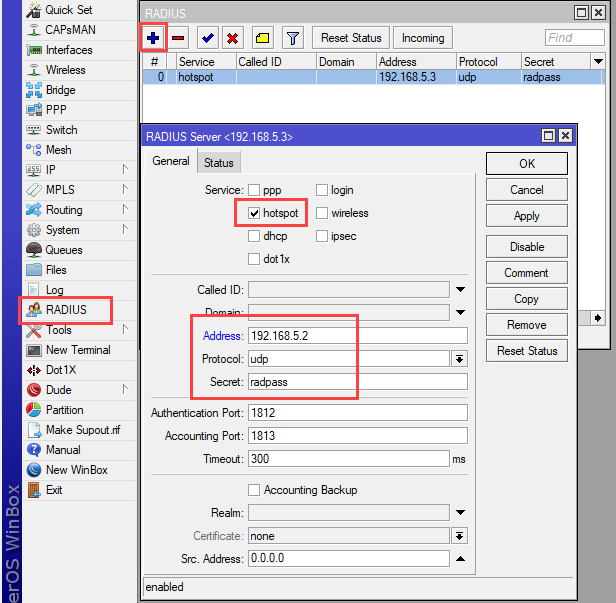 Quick Set
CAPsMAN
Interfaces
Wireless
Bridge
PPP
Switch
Mesh
IP
MPLS
Routing
System
Queues
Files
Log
RADIUS
Tools
New Terminal
Dot1X
Dude
Partition
Make Supout.rif
Manual
New WinBox
Exit
erOS WinBox
RADIUS
Reset Status Incoming Find
# Service Called ID Domain Address Protocol Secret
0 hotspot 192.168.5.3 udp radpass
RADIUS Server <192.168.5.3>
General Status
Service: ppp login
hotspot wireless
dhcp ipsec
dot1x
Called ID:
Domain:
Address: 192.168.5.2
Protocol: udp
Secret: radpass
Authentication Port: 1812
Accounting Port: 1813
Timeout: 300 ms
Accounting Backup
Realm:
Certificate: none
Src. Address: 0.0.0.0
enabled
OK
Cancel
Apply
Disable
Comment
Copy
Remove
Reset Status